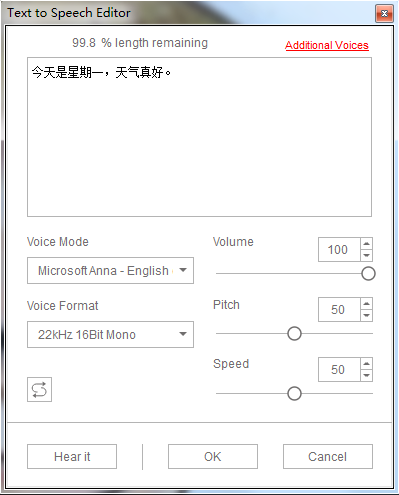 Text to Speech Editor
99.8 % length remaining
Additional Voices
今天是星期一，天气真好。
Voice Mode
Volume
Microsoft Anna - English
100
Voice Format
Pitch
22kHz 16Bit Mono
50
Speed
50
Hear it
OK
Cancel